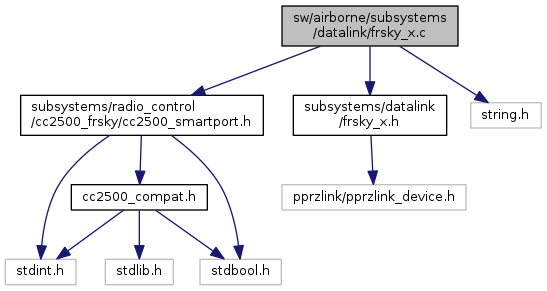 sw/airborne/subsystems
/datalink/frsky_x.c
subsystems/radio_control
/cc2500_frsky/cc2500_smartport.h
subsystems/datalink
/frsky_x.h
string.h
cc2500_compat.h
pprzlink/pprzlink_device.h
stdint.h
stdlib.h
stdbool.h